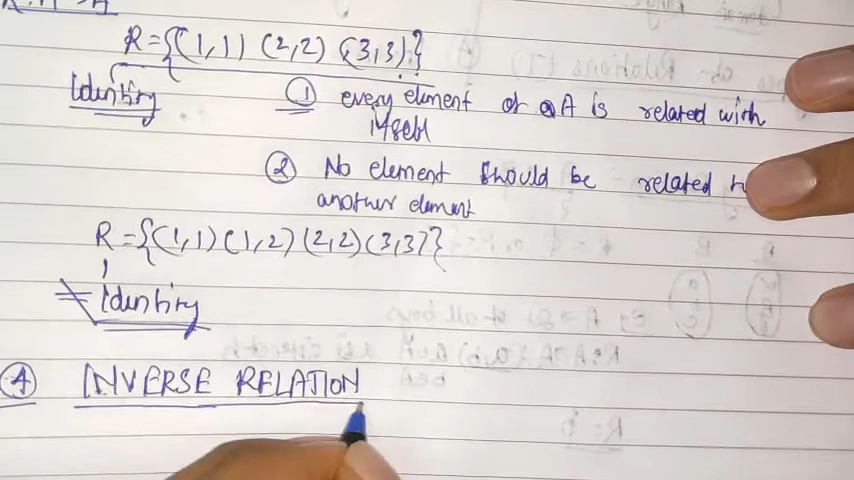 R={(1,1) (2,2) (3,3)}
Identity
① every element of A is related with
itself
② No element should be related
another element
R={(1,1) (1,2) (2,2) (3,3)}
Identity
④ INVERSE RELATION